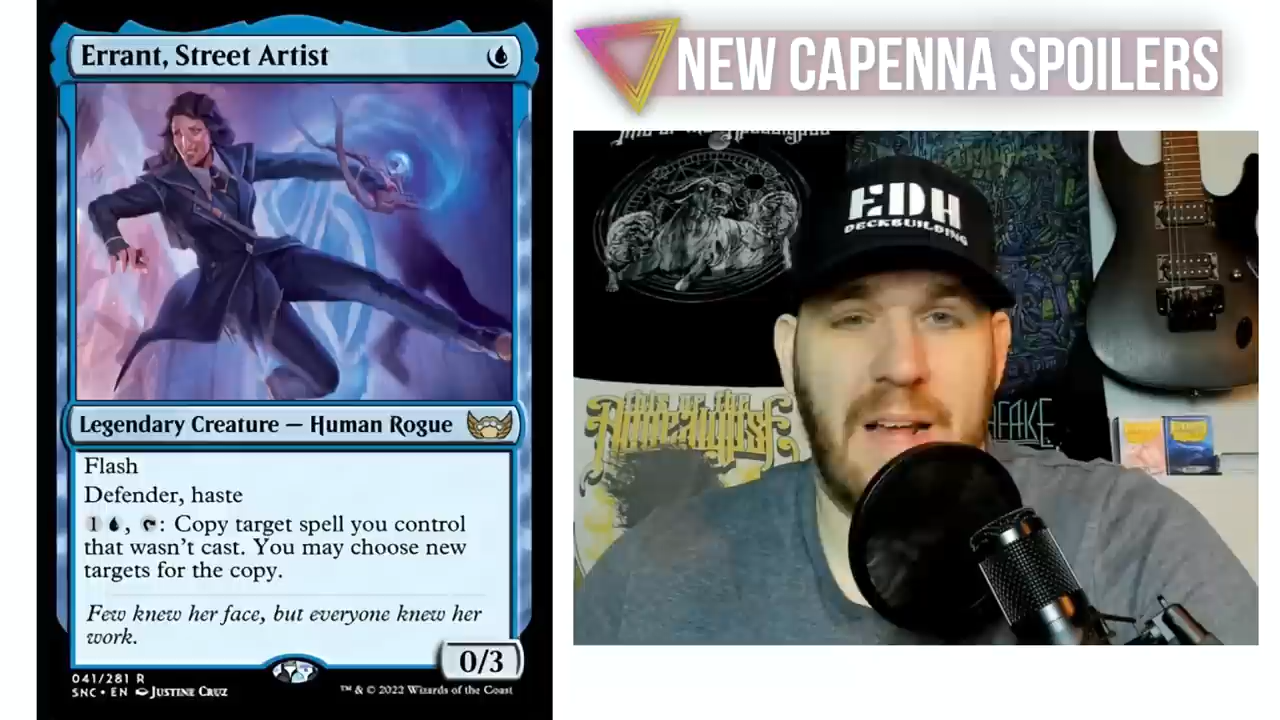 Errant, Street Artist
NEW CAPENNA SPOILERS
EDH
DECKBUILDING
Legendary Creature — Human Rogue
Flash
Defender, haste
1 , : Copy target spell you control
that wasn't cast. You may choose new
targets for the copy.
Few knew her face, but everyone knew her
work.
0/3
041/281 R
SNC • EN JUSTINE CRUZ
™ & © 2022 Wizards of the Coast